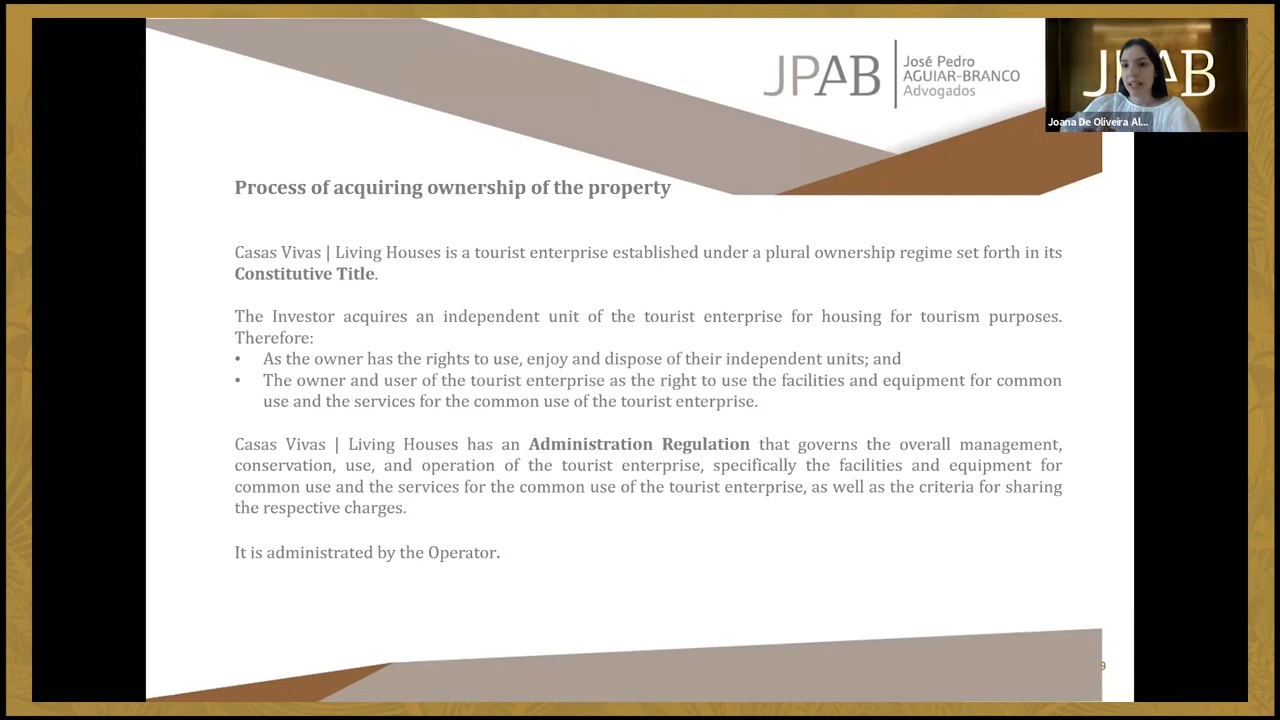 JPAB
José Pedro
AGUIAR-BRANCO
Advogados
JPAB
Joana De Oliveira Al...
Process of acquiring ownership of the property
Casas Vivas | Living Houses is a tourist enterprise established under a plural ownership regime set forth in its
Constitutive Title.
The Investor acquires an independent unit of the tourist enterprise for housing for tourism purposes.
Therefore:
• As the owner has the rights to use, enjoy and dispose of their independent units; and
• The owner and user of the tourist enterprise as the right to use the facilities and equipment for common
use and the services for the common use of the tourist enterprise.
Casas Vivas | Living Houses has an Administration Regulation that governs the overall management,
conservation, use, and operation of the tourist enterprise, specifically the facilities and equipment for
common use and the services for the common use of the tourist enterprise, as well as the criteria for sharing
the respective charges.
It is administrated by the Operator.
9